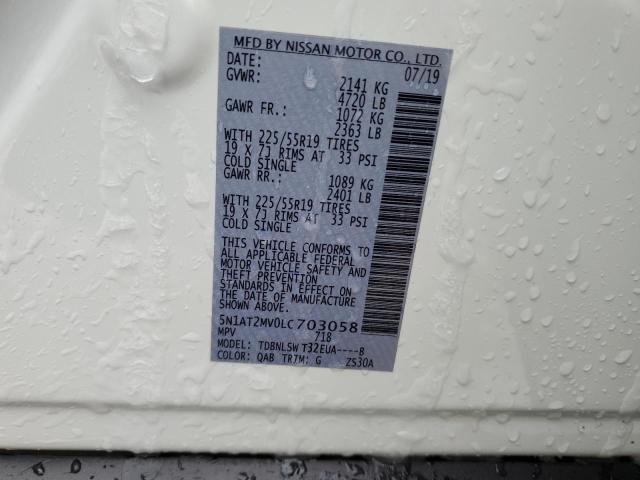 MFD BY NISSAN MOTOR CO., LTD.
DATE: 07/19
GVWR: 2141 KG
4720 LB
GAWR FR.: 1072 KG
2363 LB
WITH 225/55R19 TIRES
19 X 7J RIMS AT 33 PSI
COLD SINGLE
GAWR RR.: 1089 KG
2401 LB
WITH 225/55R19 TIRES
19 X 7J RIMS AT 33 PSI
COLD SINGLE
THIS VEHICLE CONFORMS TO
ALL APPLICABLE FEDERAL
MOTOR VEHICLE SAFETY AND
THEFT PREVENTION
STANDARDS IN EFFECT ON
THE DATE OF MANUFACTURE
SHOWN ABOVE.
5N1AT2MV0LC703058
MPV 718
MODEL: TDBNLSW T32EUA----B
COLOR: QAB TRIM: G ZS30A